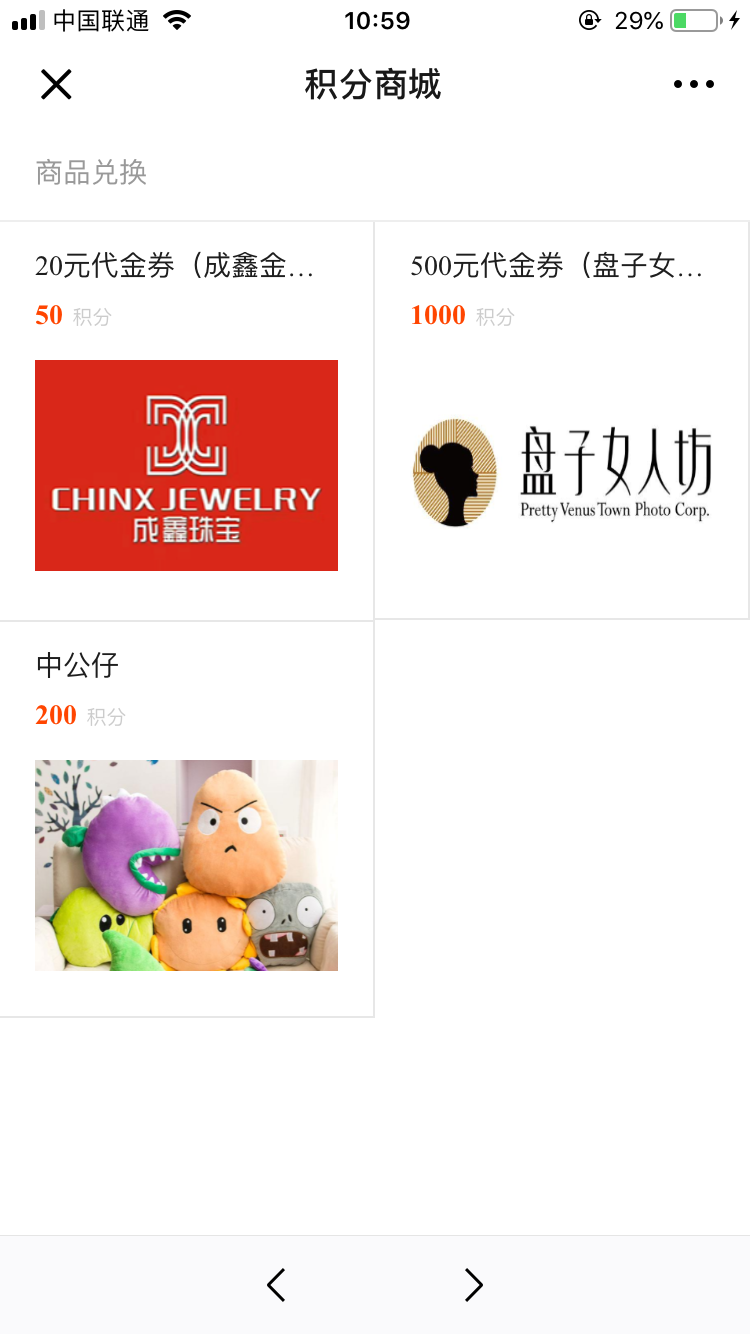 中国联通
10:59
29%
积分商城
商品兑换
20元代金券（成鑫金…
50 积分
CHINX JEWELRY
成鑫珠宝
500元代金券（盘子女…
1000 积分
盘子女人坊
Pretty Venus Town Photo Corp.
中公仔
200 积分